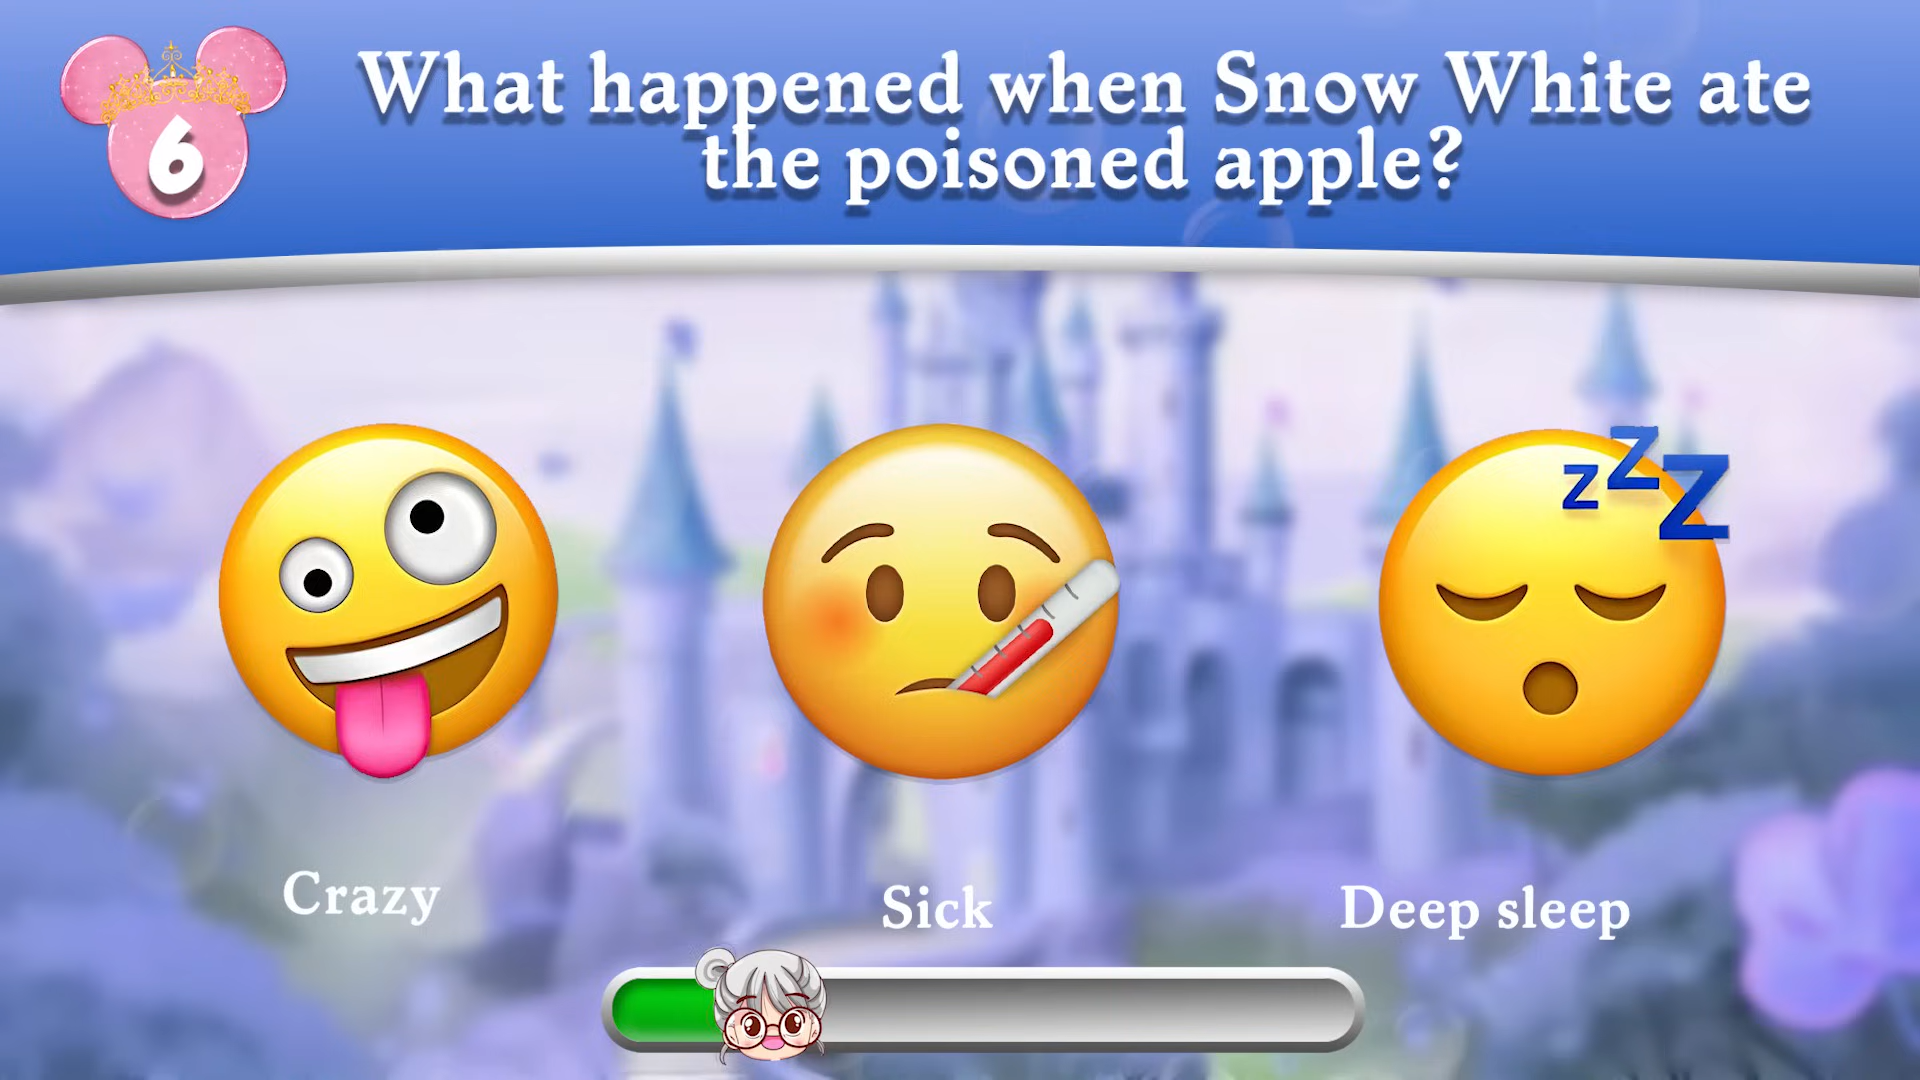 6
What happened when Snow White ate
the poisoned apple?
z z Z
Crazy
Sick
Deep sleep